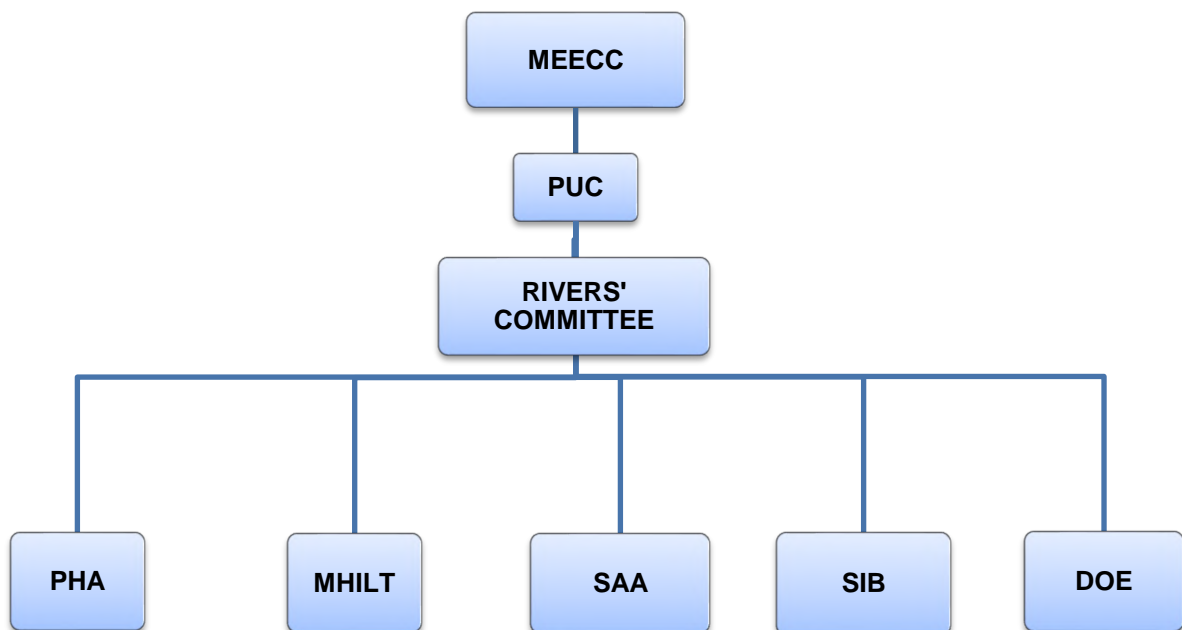 MEECC
PUC
RIVERS'
COMMITTEE
PHA
MHILT
SAA
SIB
DOE